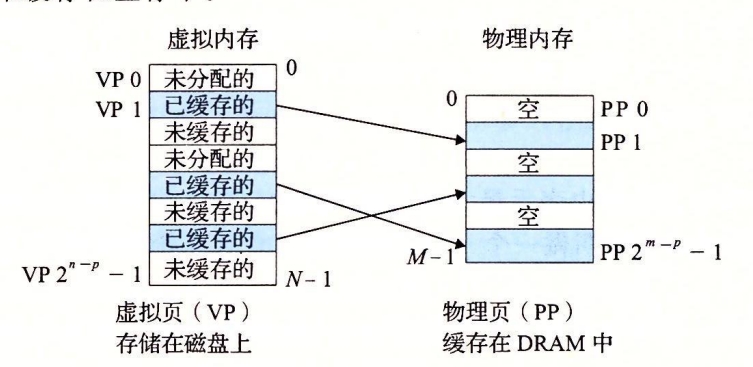 虚拟内存
物理内存
VP 0 未分配的 0
VP 1 已缓存的
未缓存的
未分配的
已缓存的
未缓存的
已缓存的
VP 2^{n-p} - 1 未缓存的 N-1
0 空 PP 0
PP 1
空
空
M-1 PP 2^{m-p} - 1
虚拟页（VP）
存储在磁盘上
物理页（PP）
缓存在 DRAM 中